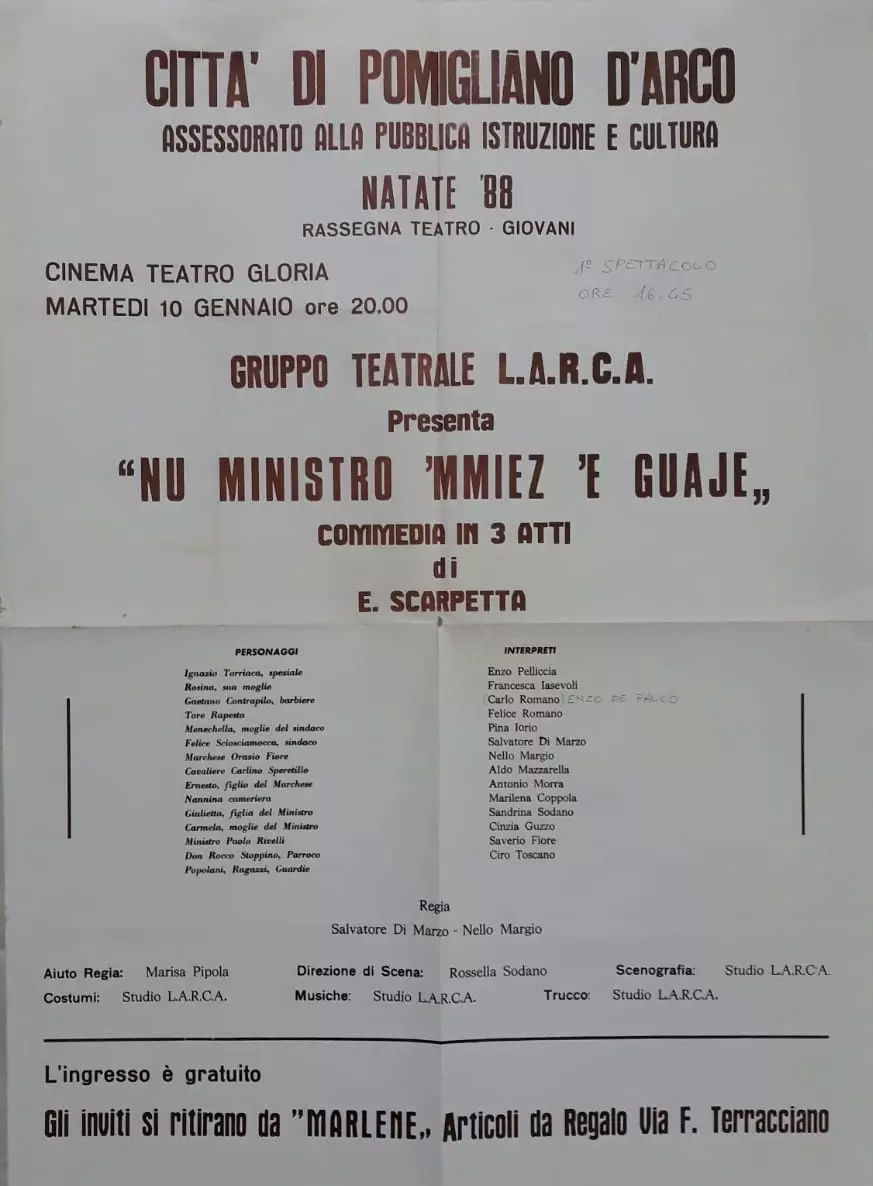 CITTA' DI POMIGLIANO D'ARCO
ASSESSORATO ALLA PUBBLICA ISTRUZIONE E CULTURA
NATATE '88
RASSEGNA TEATRO - GIOVANI
CINEMA TEATRO GLORIA
1° SPETTACOLO
MARTEDI 10 GENNAIO ore 20.00
ORE 16.45
GRUPPO TEATRALE L.A.R.C.A.
Presenta
“NU MINISTRO 'MMIEZ 'E GUAJE„
COMMEDIA IN 3 ATTI
di
E. SCARPETTA
PERSONAGGI
Ignazio Torriaca, speziale
Rosina, sua moglie
Gaetano Contrapilo, barbiere
Tore Rapesta
Menechella, moglie del sindaco
Felice Sciosciamocca, sindaco
Marchese Orazio Fiore
Cavaliere Carlino Speretillo
Ernesto, figlio del Marchese
Nannina cameriera
Giulietta, figlia del Ministro
Carmela, moglie del Ministro
Ministro Paolo Rivelli
Don Rocco Stoppino, Parroco
Popolani, Ragazzi, Guardie
INTERPRETI
Enzo Pelliccia
Francesca Iasevoli
(Carlo Romano) ENZO DE FALCO
Felice Romano
Pina Iorio
Salvatore Di Marzo
Nello Margio
Aldo Mazzarella
Antonio Morra
Marilena Coppola
Sandrina Sodano
Cinzia Guzzo
Saverio Fiore
Ciro Toscano
Regia
Salvatore Di Marzo - Nello Margio
Aiuto Regia: Marisa Pipola Direzione di Scena: Rossella Sodano Scenografia: Studio L.A.R.C.A.
Costumi: Studio L.A.R.C.A. Musiche: Studio L.A.R.C.A. Trucco: Studio L.A.R.C.A.
L'ingresso è gratuito
Gli inviti si ritirano da ”MARLENE„ Articoli da Regalo Via F. Terracciano